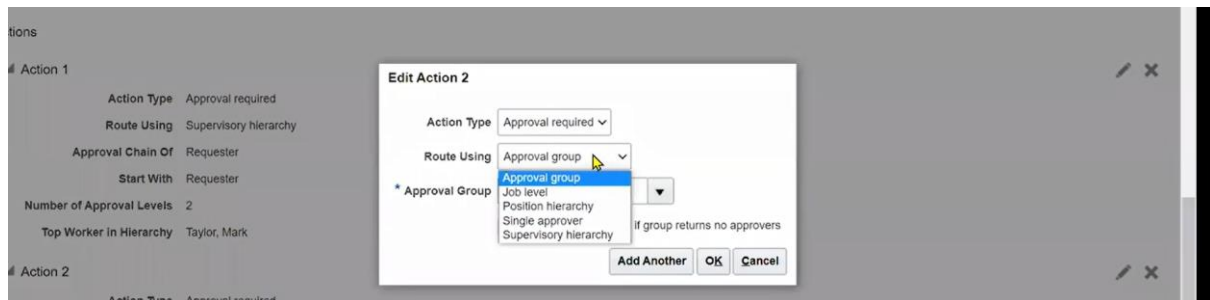 tions
Action 1
Action Type Approval required
Route Using Supervisory hierarchy
Approval Chain Of Requester
Start With Requester
Number of Approval Levels 2
Top Worker in Hierarchy Taylor, Mark
Action 2
Action Type Approval required
Edit Action 2
Action Type Approval required
Route Using Approval group
* Approval Group
Approval group
Job level
Position hierarchy
Single approver
Supervisory hierarchy
if group returns no approvers
Add Another OK Cancel